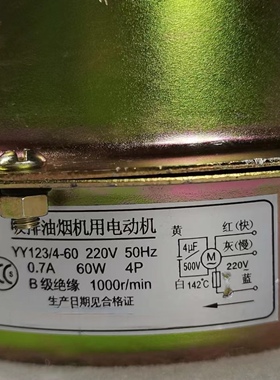 吸排油烟机用电动机
YY123/4-60 220V 50Hz
0.7A 60W 4P
B级绝缘 1000r/min
生产日期见合格证
黄
红(快)
灰(慢)
4μF
500V
M
220V
白 142℃
蓝